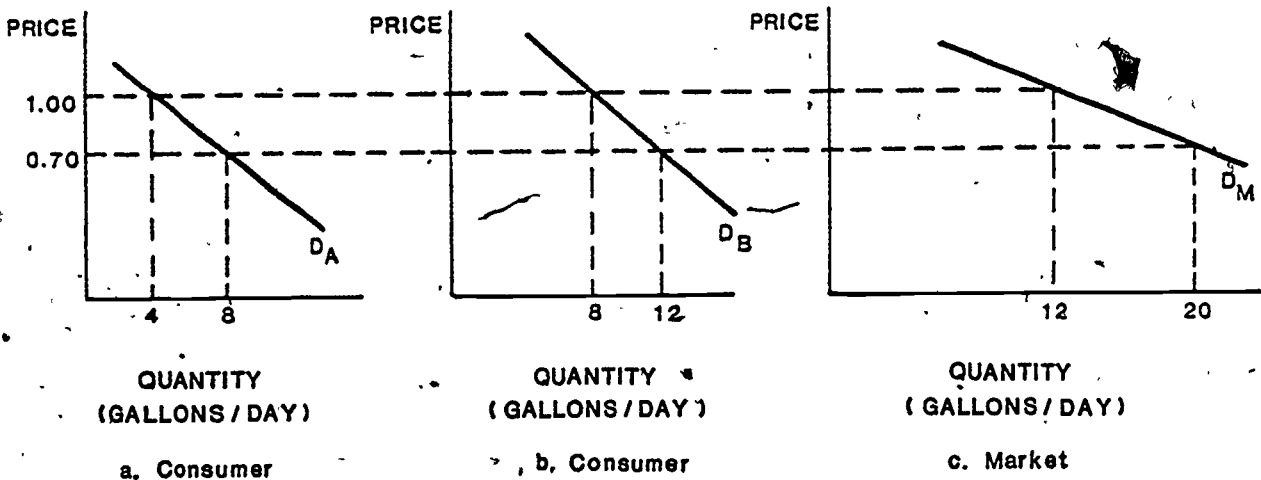 PRICE PRICE PRICE
1.00
0.70
D_A D_B D_M
4 8 8 12 12 20
QUANTITY QUANTITY QUANTITY
(GALLONS/DAY) (GALLONS/DAY) (GALLONS/DAY)
a. Consumer b. Consumer c. Market